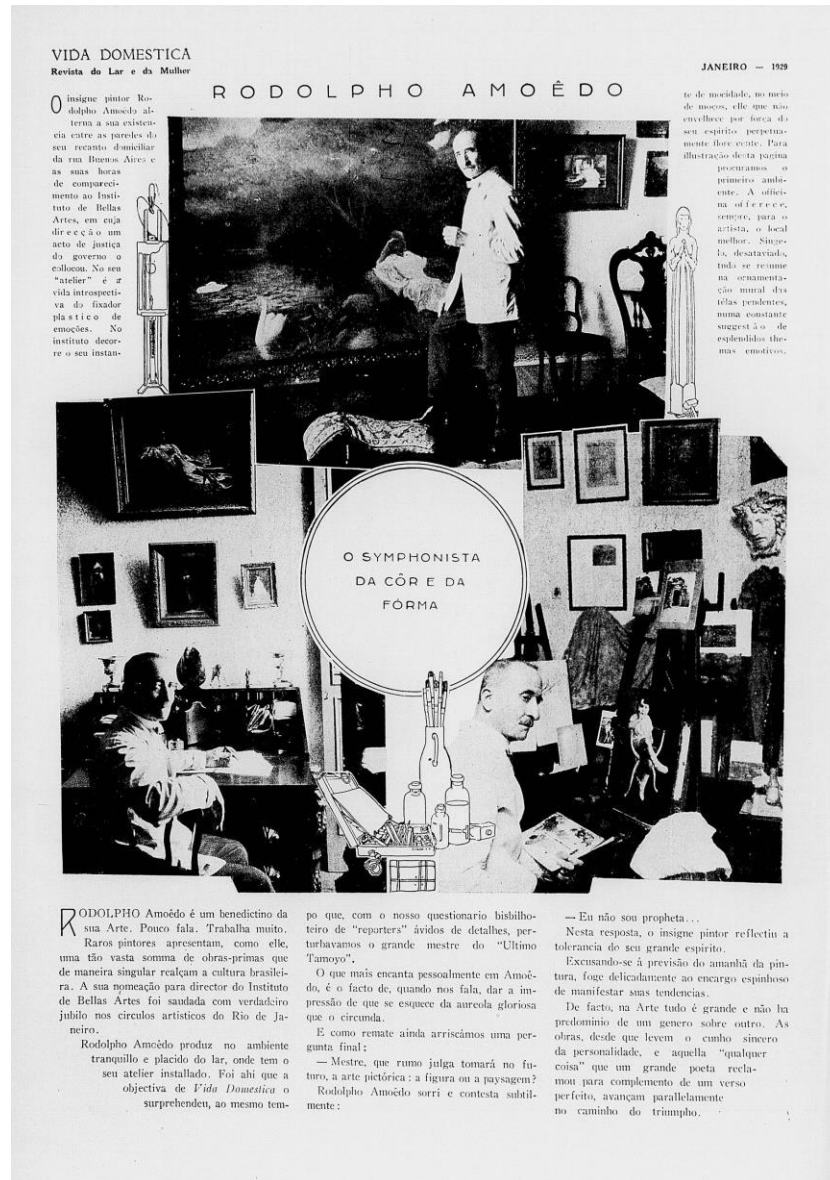 VIDA DOMESTICA
Revista do Lar e da Mulher
JANEIRO — 1929
RODOLPHO AMOÊDO
O insigne pintor Ro-
dolpho Amoêdo al-
terna a sua existen-
cia entre as paredes do
seu recanto domiciliar
da rua Buenos Aires e
as suas horas
de compareci-
mento ao Insti-
tuto de Bellas
Artes, em cuja
direcção um
acto de justiça
do governo o
collocou. No seu
"atelier" é a
vida introspecti-
va do fixador
plastico de
emoções. No
instituto decor-
re o seu instan-
te de mocidade, no meio
de moços, elle que não
envelhece por força do
seu espirito perpetua-
mente florecente. Para
illustração desta pagina
procuramos o
primeiro ambi-
ente. A offici-
na offerece,
sempre, para o
artista, o local
melhor. Singe-
lo, desataviado,
tudo se resume
na ornamenta-
ção mural das
télas pendentes,
numa constante
suggestão de
esplendidos the-
mas emotivos.
O SYMPHONISTA
DA CÔR E DA
FÓRMA
RODOLPHO Amoêdo é um benedictino da
sua Arte. Pouco fala. Trabalha muito.
Raros pintores apresentam, como elle,
uma tão vasta somma de obras-primas que
de maneira singular realçam a cultura brasilei-
ra. A sua nomeação para director do Instituto
de Bellas Artes foi saudada com verdadeiro
jubilo nos circulos artisticos do Rio de Ja-
neiro.
Rodolpho Amoêdo produz no ambiente
tranquillo e placido do lar, onde tem o
seu atelier installado. Foi ahi que a
objectiva de Vida Domestica o
surprehendeu, ao mesmo tem-
po que, com o nosso questionario bisbilho-
teiro de "reporters" ávidos de detalhes, per-
turbavamos o grande mestre do "Ultimo
Tamoyo".
O que mais encanta pessoalmente em Amoê-
do, é o facto de, quando nos fala, dar a im-
pressão de que se esquece da aureola gloriosa
que o circunda.
E como remate ainda arriscámos uma per-
gunta final:
— Mestre, que rumo julga tomará no fu-
turo, a arte pictórica: a figura ou a paysagem?
Rodolpho Amoêdo sorri e contesta subtil-
mente:
— Eu não sou propheta...
Nesta resposta, o insigne pintor reflectiu a
tolerancia do seu grande espirito.
Excusando-se á previsão do amanhã da pin-
tura, foge delicadamente ao encargo espinhoso
de manifestar suas tendencias.
De facto, na Arte tudo é grande e não ha
predominio de um genero sobre outro. As
obras, desde que levem o cunho sincero
da personalidade, e aquella "qualquer
coisa" que um grande poeta recla-
mou para complemento de um verso
perfeito, avançam parallelamente
no caminho do triumpho.